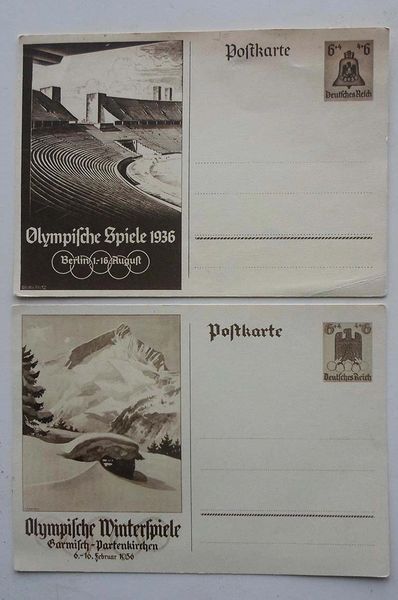 Postkarte
6+4 4+6
Deutsches Reich
Olympische Spiele 1936
Berlin 1.-16. August
Postkarte
6+4 6
Deutsches Reich
Olympische Winterspiele
Garmisch-Partenkirchen
6.-16. Februar 1936